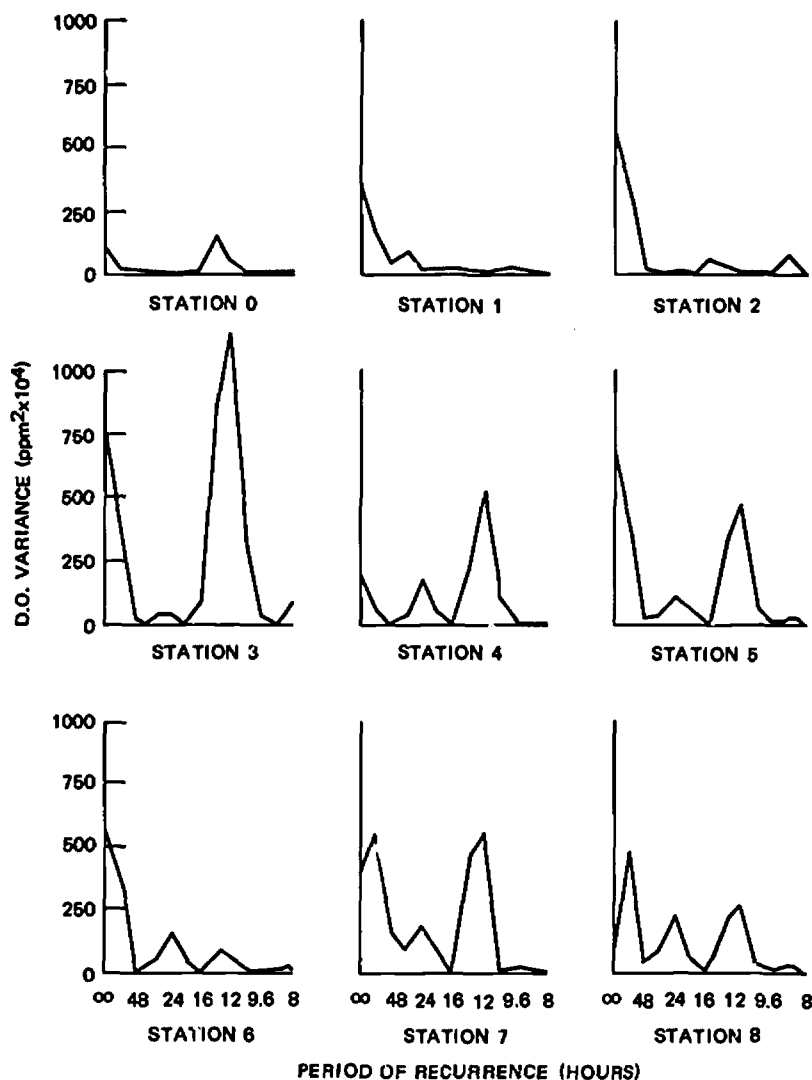 1000
750
500
250
0
STATION 0
STATION 1
STATION 2
D.O. VARIANCE (ppm²x10⁴)
1000
750
500
250
0
STATION 3
STATION 4
STATION 5
1000
750
500
250
0
∞ 48 24 16 12 9.6 8
∞ 48 24 16 12 9.6 8
∞ 48 24 16 12 9.6 8
STATION 6
STATION 7
STATION 8
PERIOD OF RECURRENCE (HOURS)